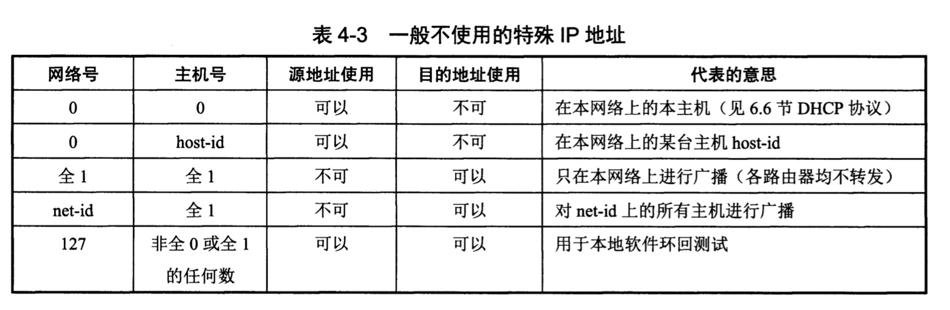 表 4-3 一般不使用的特殊 IP 地址
网络号 主机号 源地址使用 目的地址使用 代表的意思
0 0 可以 不可 在本网络上的本主机（见 6.6 节 DHCP 协议）
0 host-id 可以 不可 在本网络上的某台主机 host-id
全 1 全 1 不可 可以 只在本网络上进行广播（各路由器均不转发）
net-id 全 1 不可 可以 对 net-id 上的所有主机进行广播
127 非全 0 或全 1 可以 可以 用于本地软件环回测试
的任何数